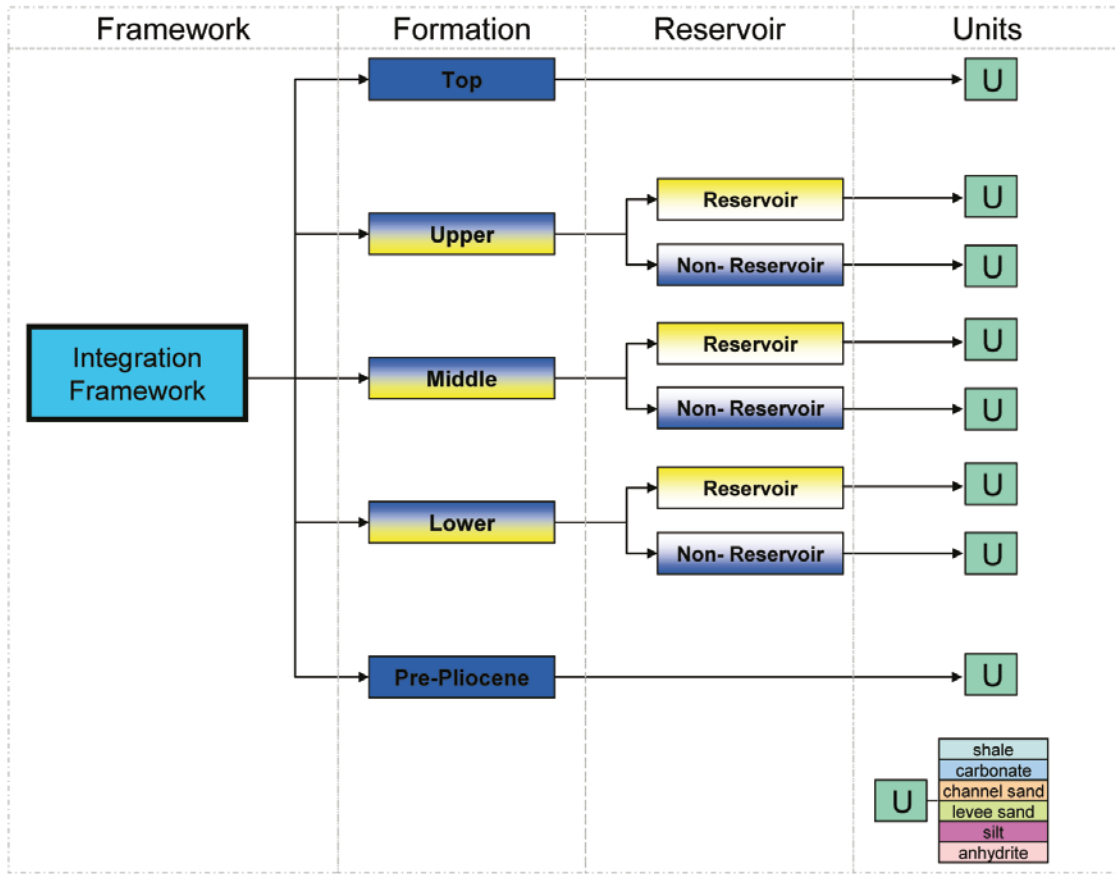 Framework
Formation
Reservoir
Units
Top
U
Upper
Reservoir
U
Non- Reservoir
U
Integration
Framework
Middle
Reservoir
U
Non- Reservoir
U
Lower
Reservoir
U
Non- Reservoir
U
Pre-Pliocene
U
U
shale
carbonate
channel sand
levee sand
silt
anhydrite